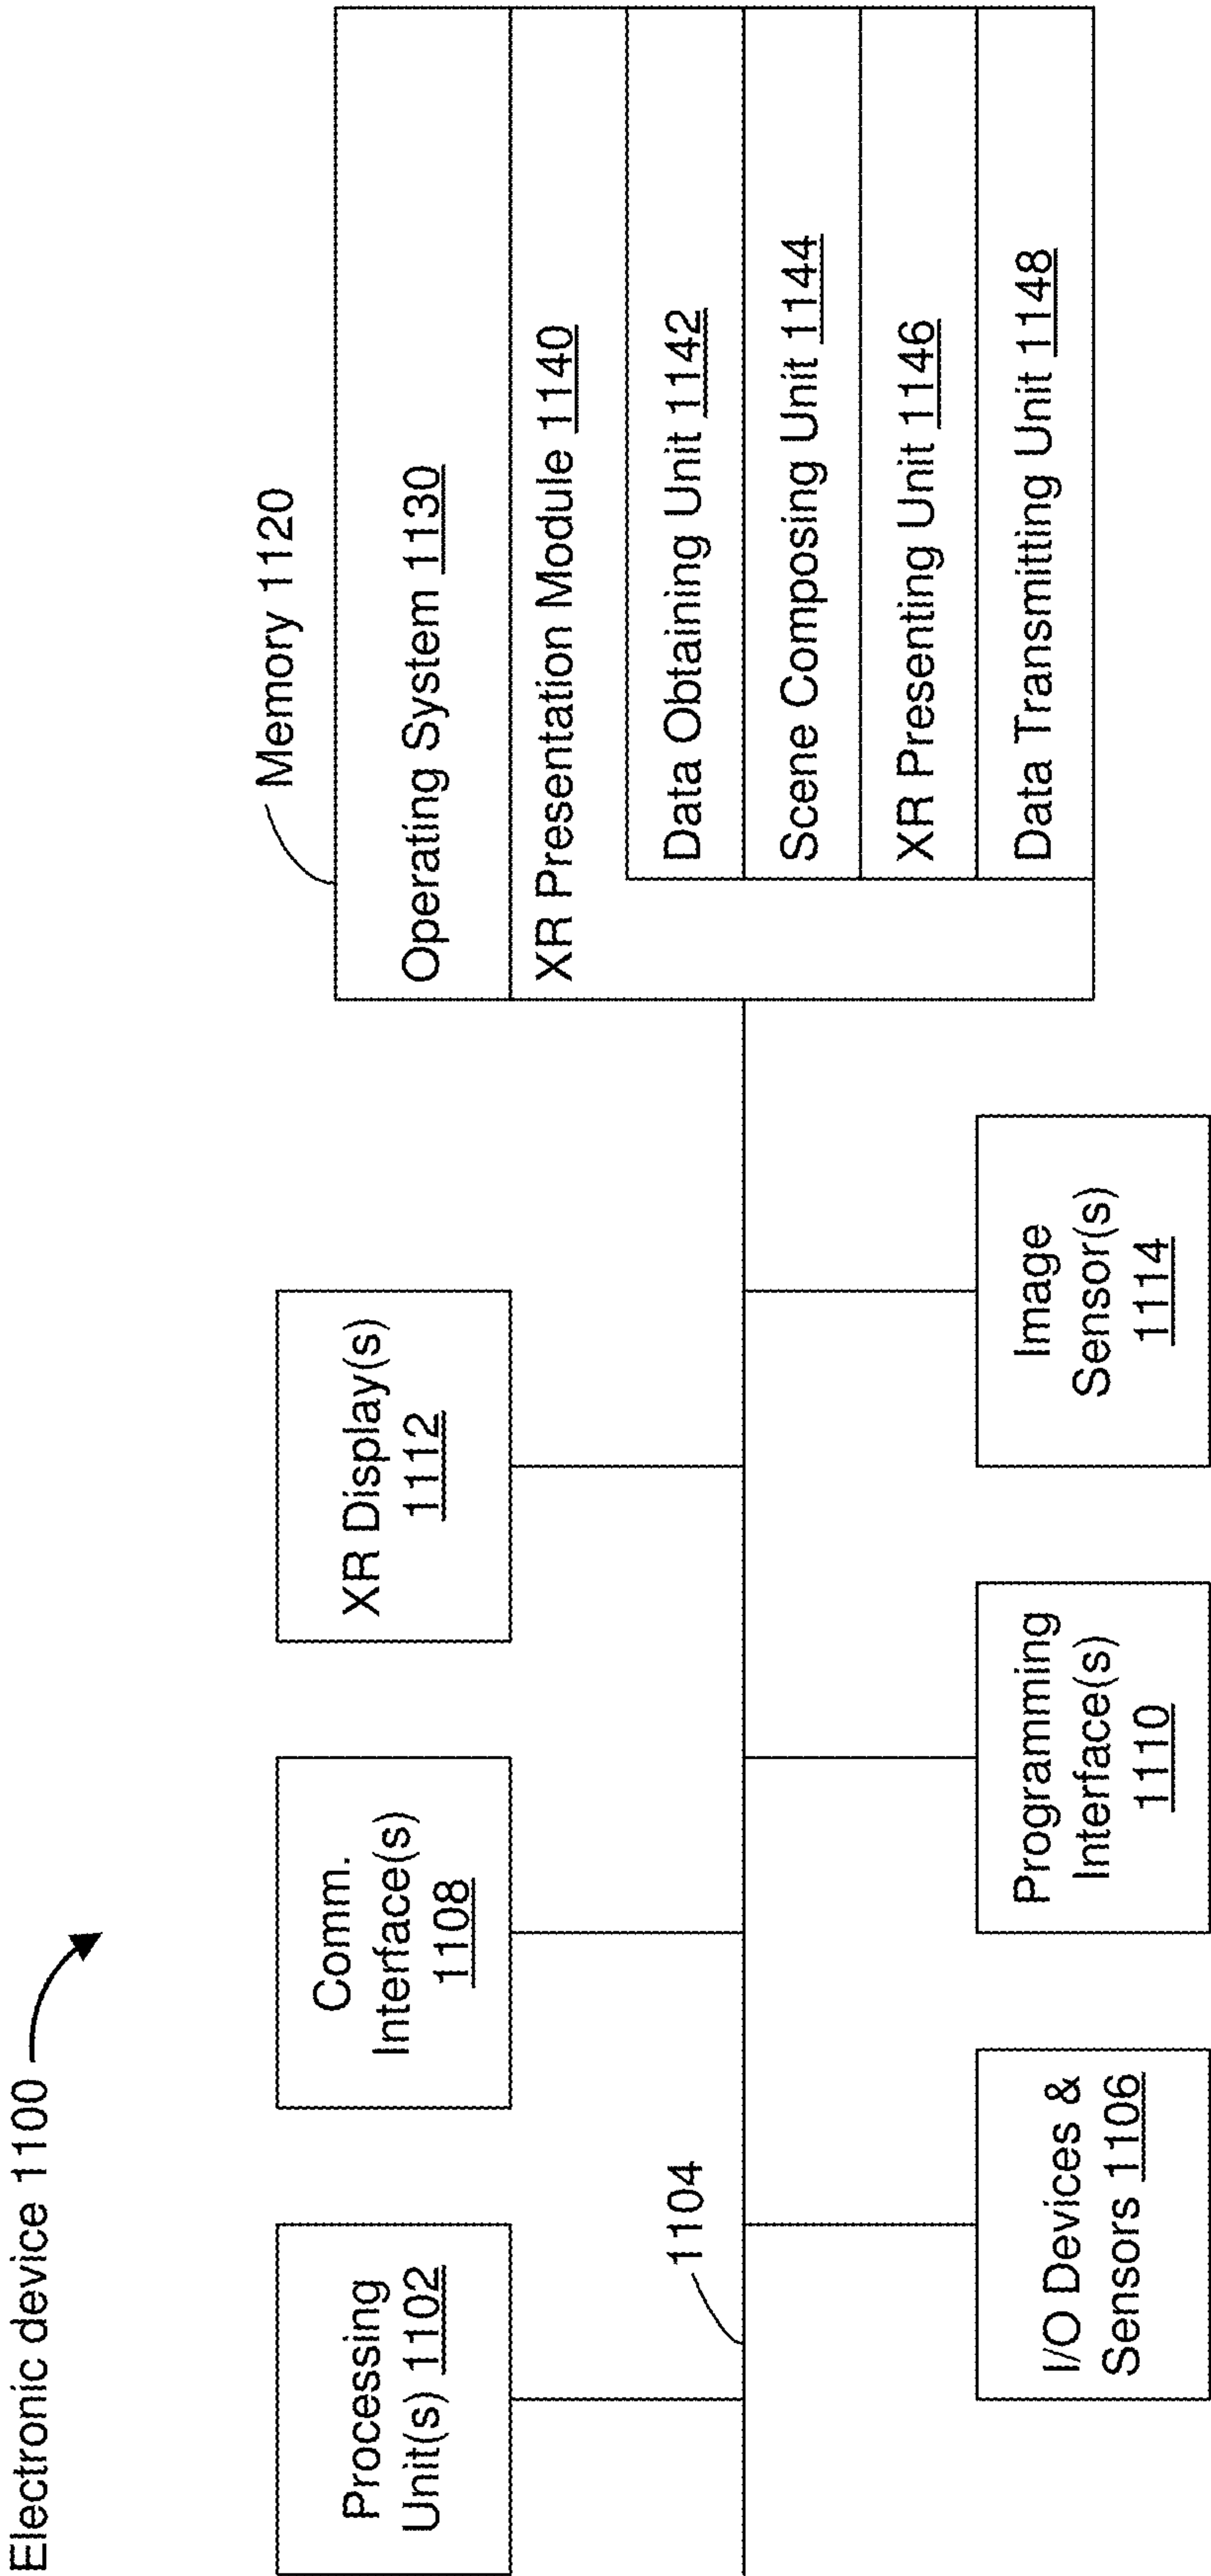 Electronic device 1100
Processing
Unit(s) 1102
Comm.
Interface(s)
1108
XR Display(s)
1112
Memory 1120
Operating System 1130
XR Presentation Module 1140
Data Obtaining Unit 1142
Scene Composing Unit 1144
XR Presenting Unit 1146
Data Transmitting Unit 1148
1104
I/O Devices &
Sensors 1106
Programming
Interface(s)
1110
Image
Sensor(s)
1114